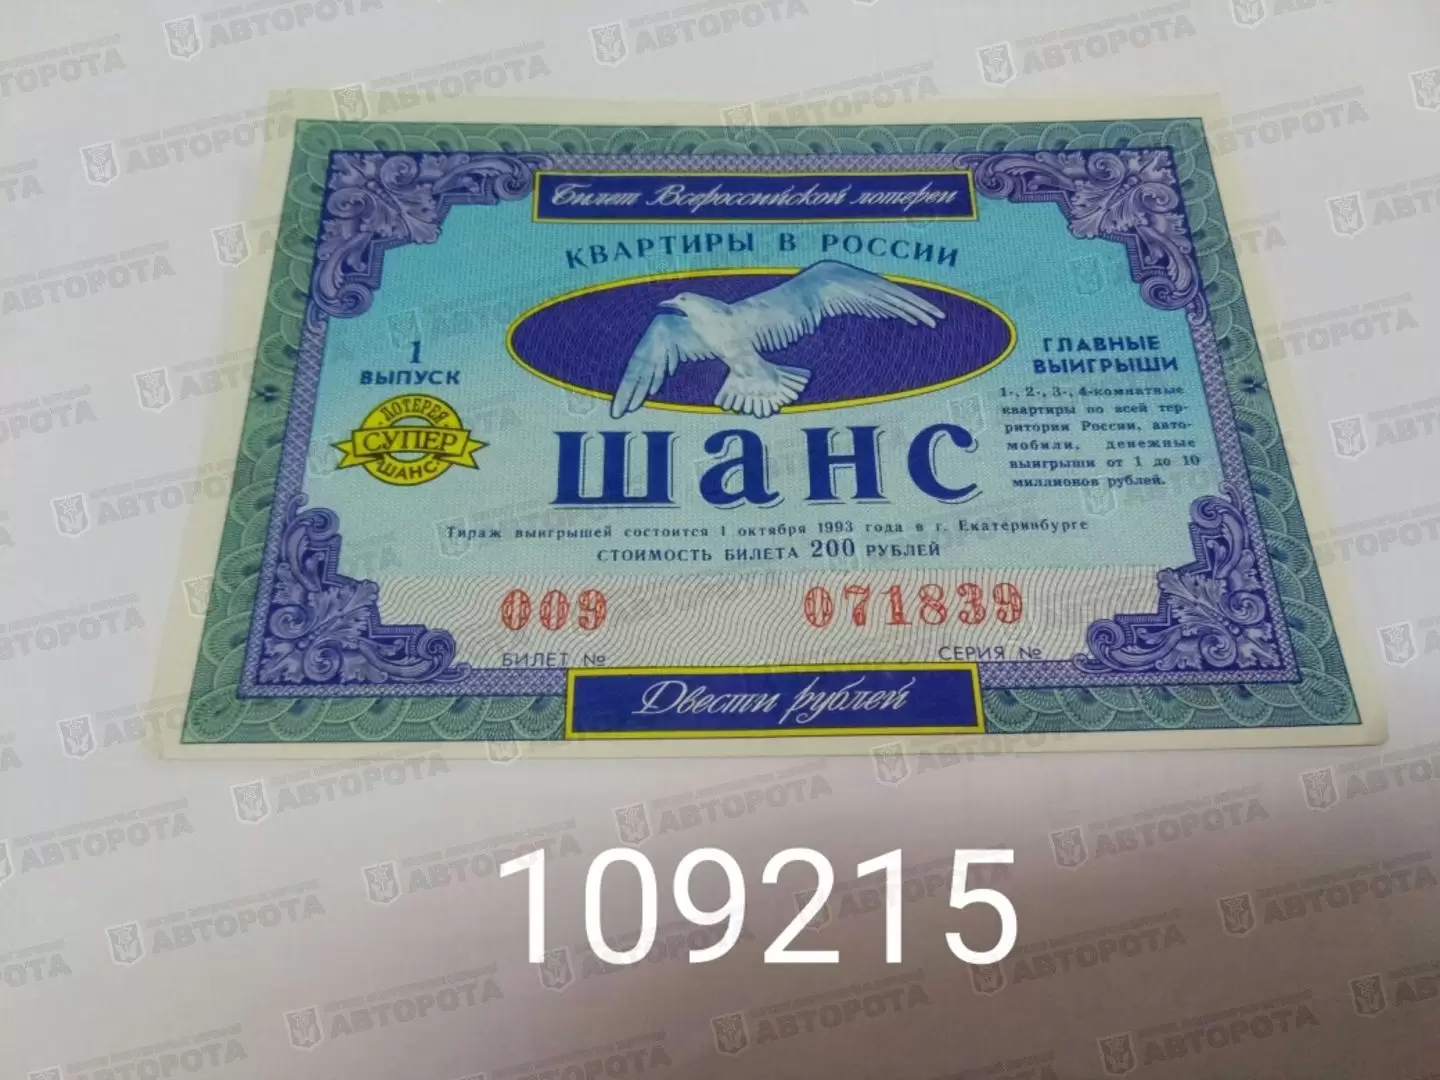 Билет Всероссийской лотереи
КВАРТИРЫ В РОССИИ
1
ВЫПУСК
ЛОТЕРЕЯ
СУПЕР
ШАНС
ГЛАВНЫЕ
ВЫИГРЫШИ
1-, 2-, 3-, 4-комнатные
квартиры по всей тер-
ритории России, авто-
мобили, денежные
выигрыши от 1 до 10
миллионов рублей.
шанс
Тираж выигрышей состоится 1 октября 1993 года в г. Екатеринбурге
СТОИМОСТЬ БИЛЕТА 200 РУБЛЕЙ
009 071839
БИЛЕТ № СЕРИЯ №
Двести рублей
109215
АВТОРОТА